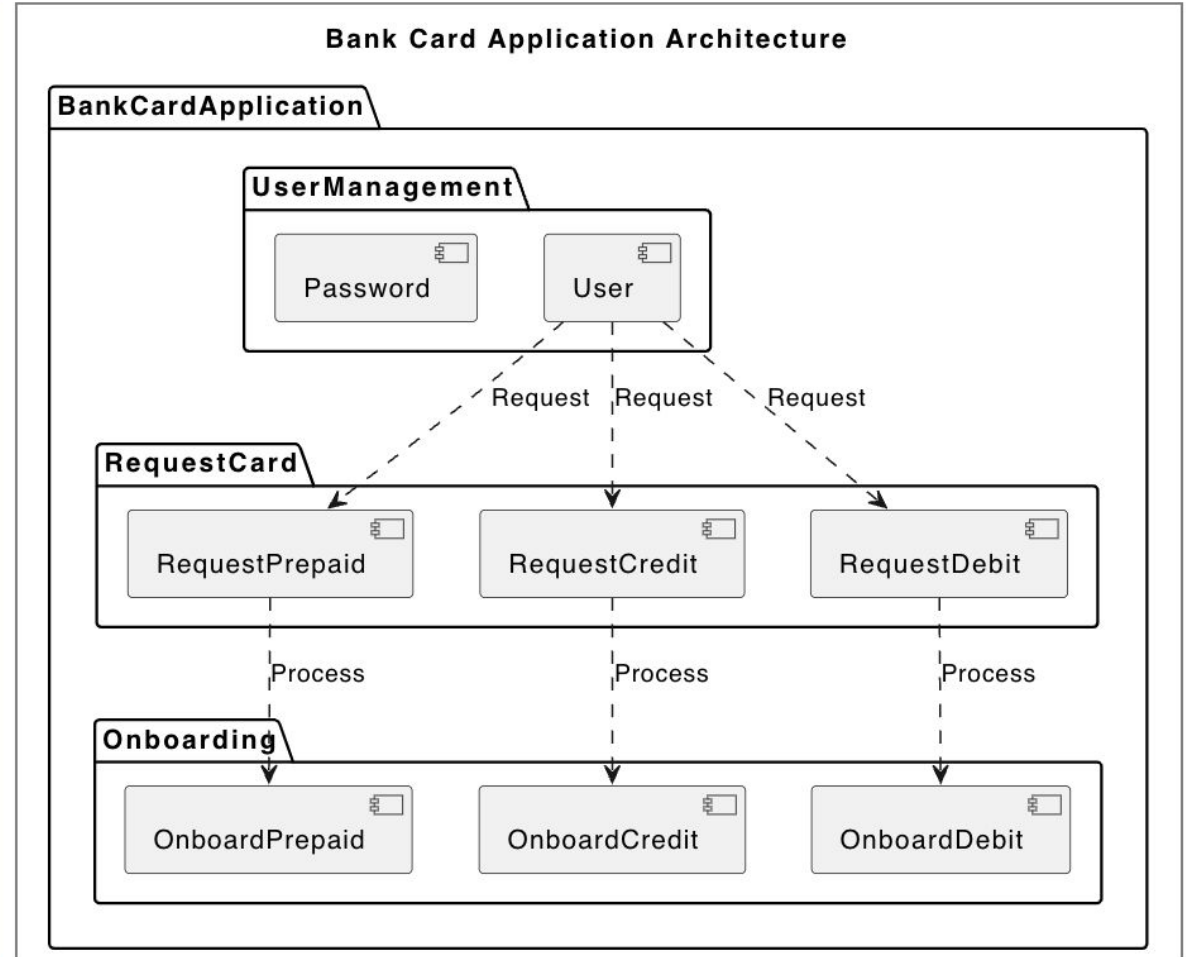 Bank Card Application Architecture
BankCardApplication
UserManagement
Password
User
Request
Request
Request
RequestCard
RequestPrepaid
RequestCredit
RequestDebit
Process
Process
Process
Onboarding
OnboardPrepaid
OnboardCredit
OnboardDebit